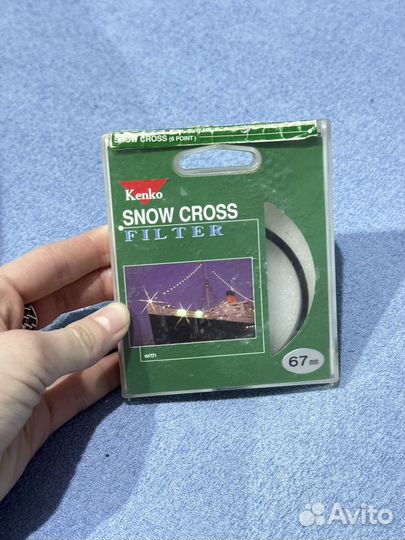 SNOW CROSS (6 POINT)
Kenko
SNOW CROSS
FILTER
with
67mm
Avito